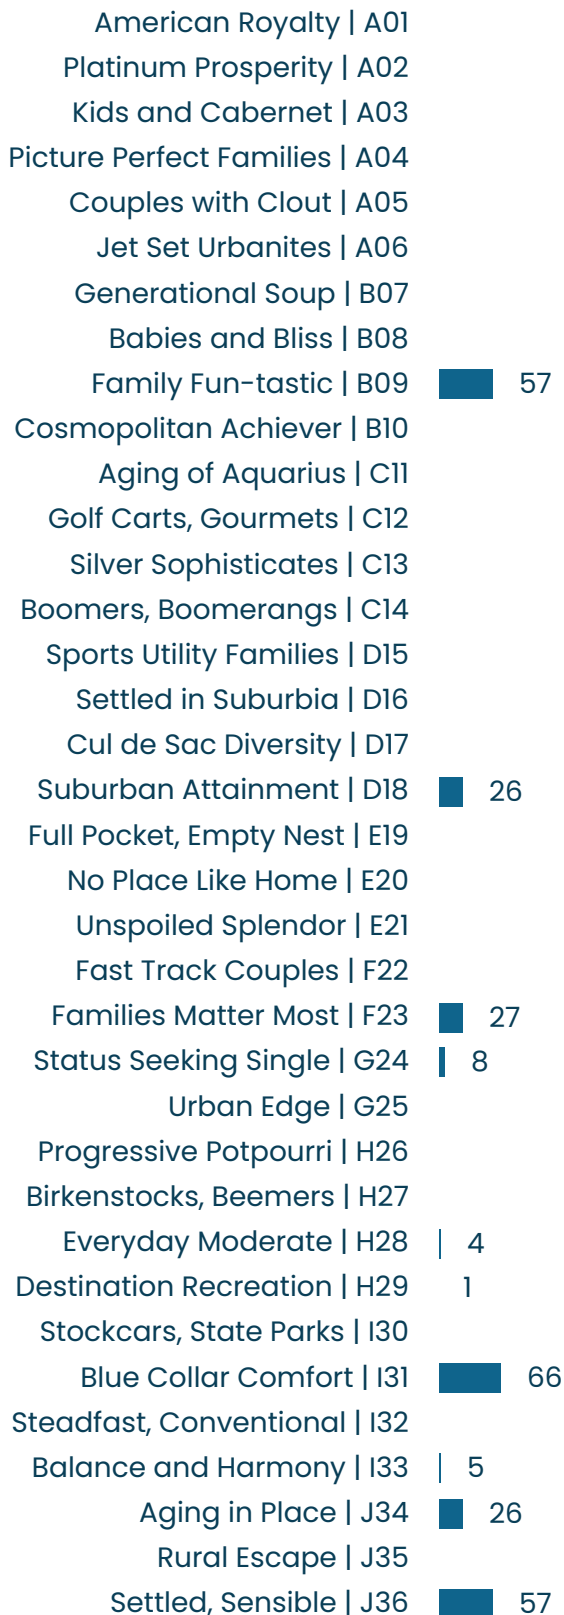 American Royalty | A01
Platinum Prosperity | A02
Kids and Cabernet | A03
Picture Perfect Families | A04
Couples with Clout | A05
Jet Set Urbanites | A06
Generational Soup | B07
Babies and Bliss | B08
Family Fun-tastic | B09 57
Cosmopolitan Achiever | B10
Aging of Aquarius | C11
Golf Carts, Gourmets | C12
Silver Sophisticates | C13
Boomers, Boomerangs | C14
Sports Utility Families | D15
Settled in Suburbia | D16
Cul de Sac Diversity | D17
Suburban Attainment | D18 26
Full Pocket, Empty Nest | E19
No Place Like Home | E20
Unspoiled Splendor | E21
Fast Track Couples | F22
Families Matter Most | F23 27
Status Seeking Single | G24 8
Urban Edge | G25
Progressive Potpourri | H26
Birkenstocks, Beemers | H27
Everyday Moderate | H28 4
Destination Recreation | H29 1
Stockcars, State Parks | I30
Blue Collar Comfort | I31 66
Steadfast, Conventional | I32
Balance and Harmony | I33 5
Aging in Place | J34 26
Rural Escape | J35
Settled, Sensible | J36 57